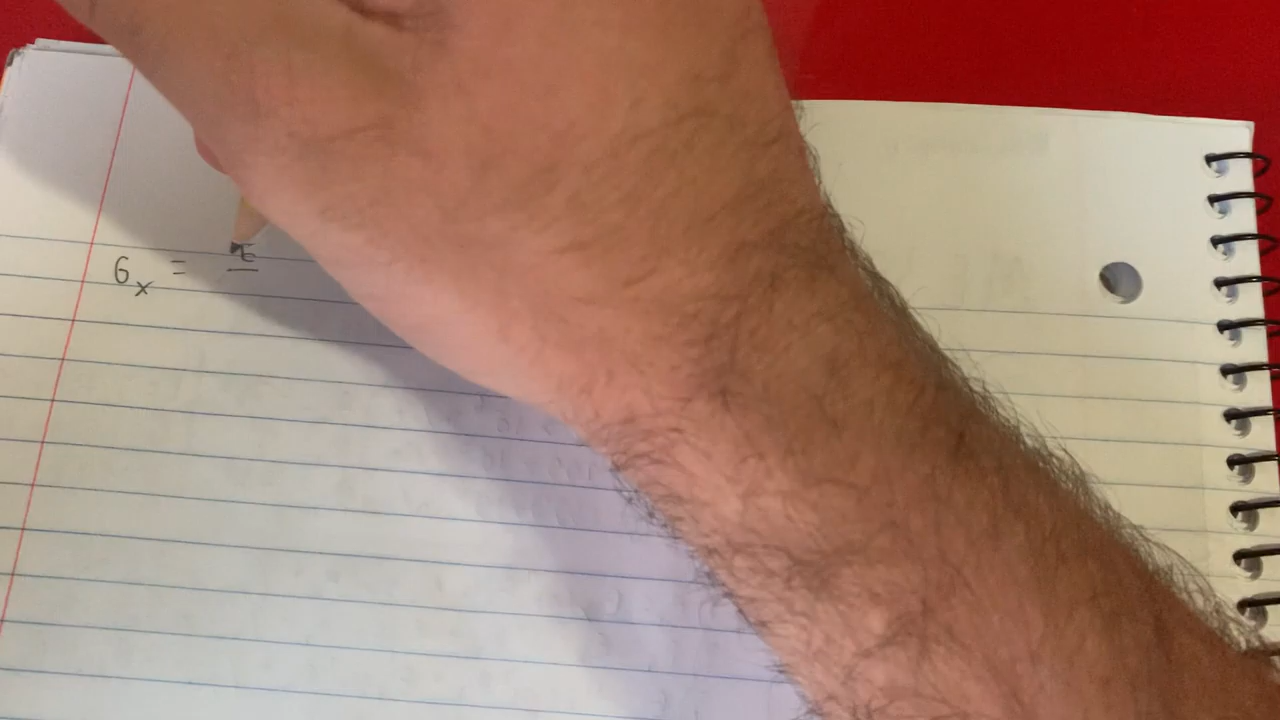 6x =